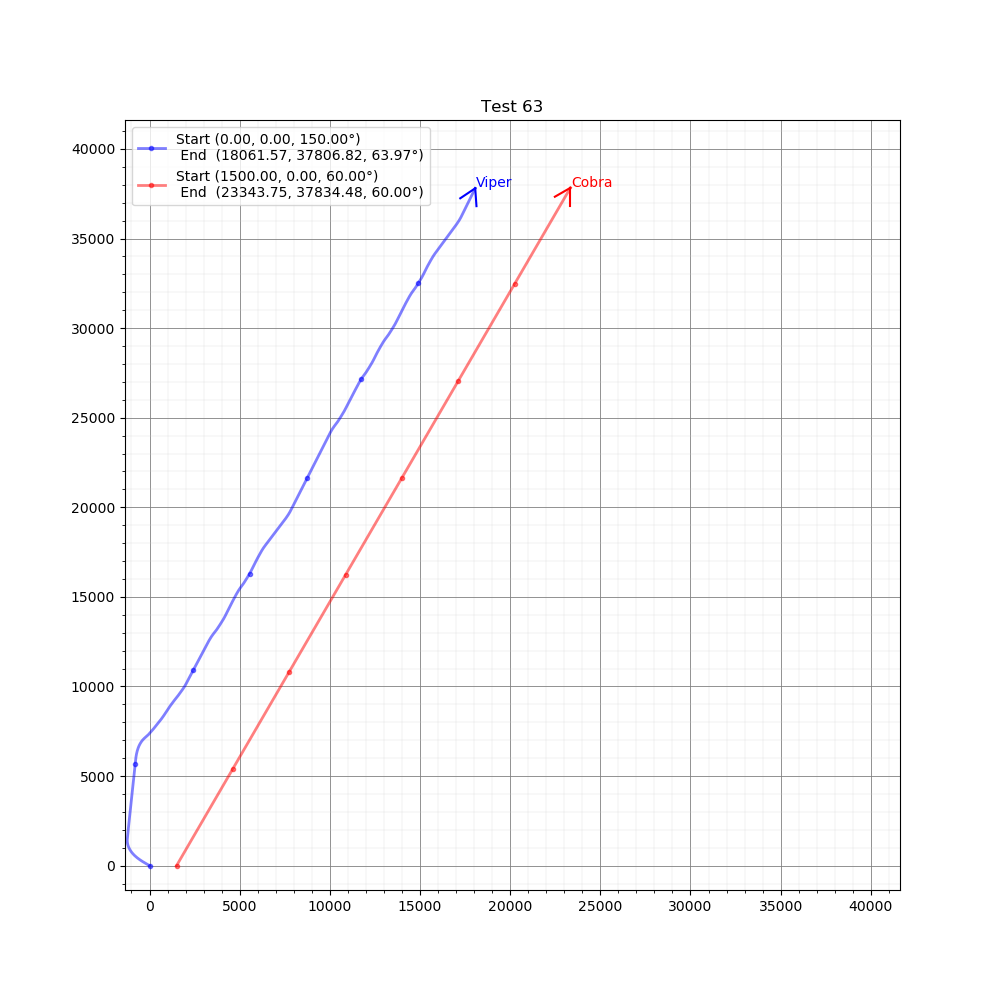 Test 63
Start (0.00, 0.00, 150.00°)
End  (18061.57, 37806.82, 63.97°)
Start (1500.00, 0.00, 60.00°)
End  (23343.75, 37834.48, 60.00°)
Viper
Cobra
40000
35000
30000
25000
20000
15000
10000
5000
0
0
5000
10000
15000
20000
25000
30000
35000
40000